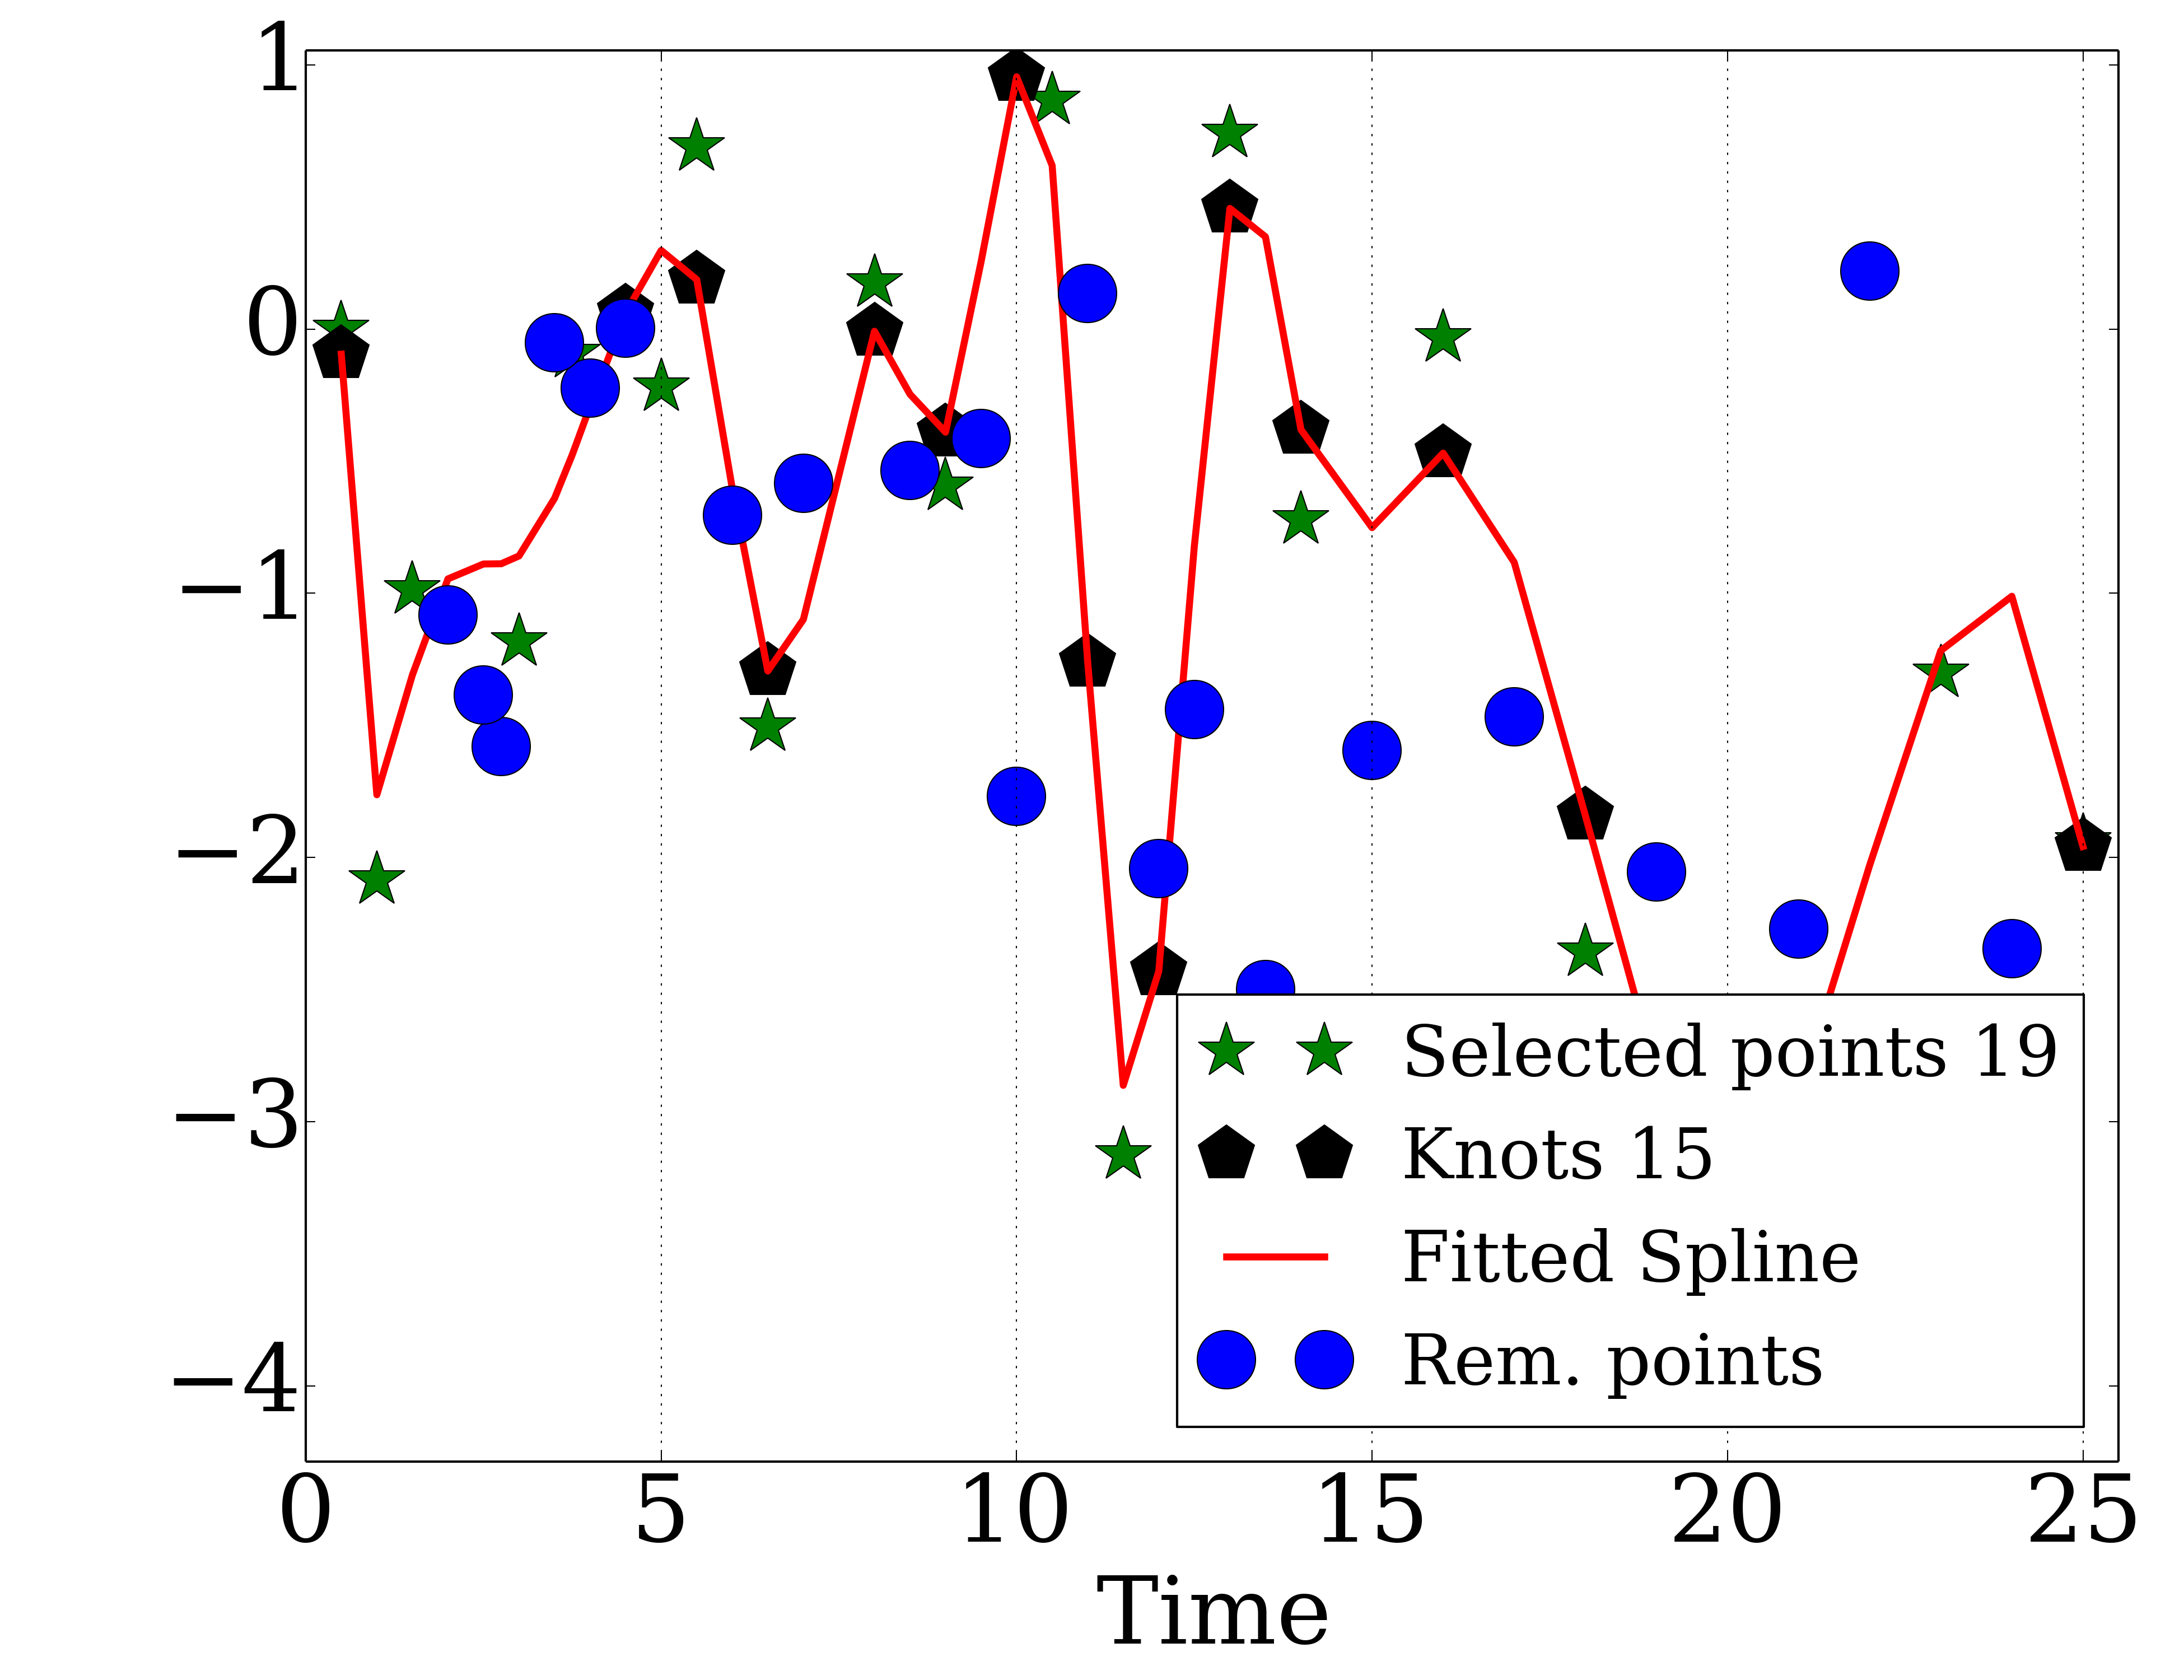 1
0
−1
−2
−3
−4
Selected points 19
Knots 15
Fitted Spline
Rem. points
0 5 10 15 20 25
Time